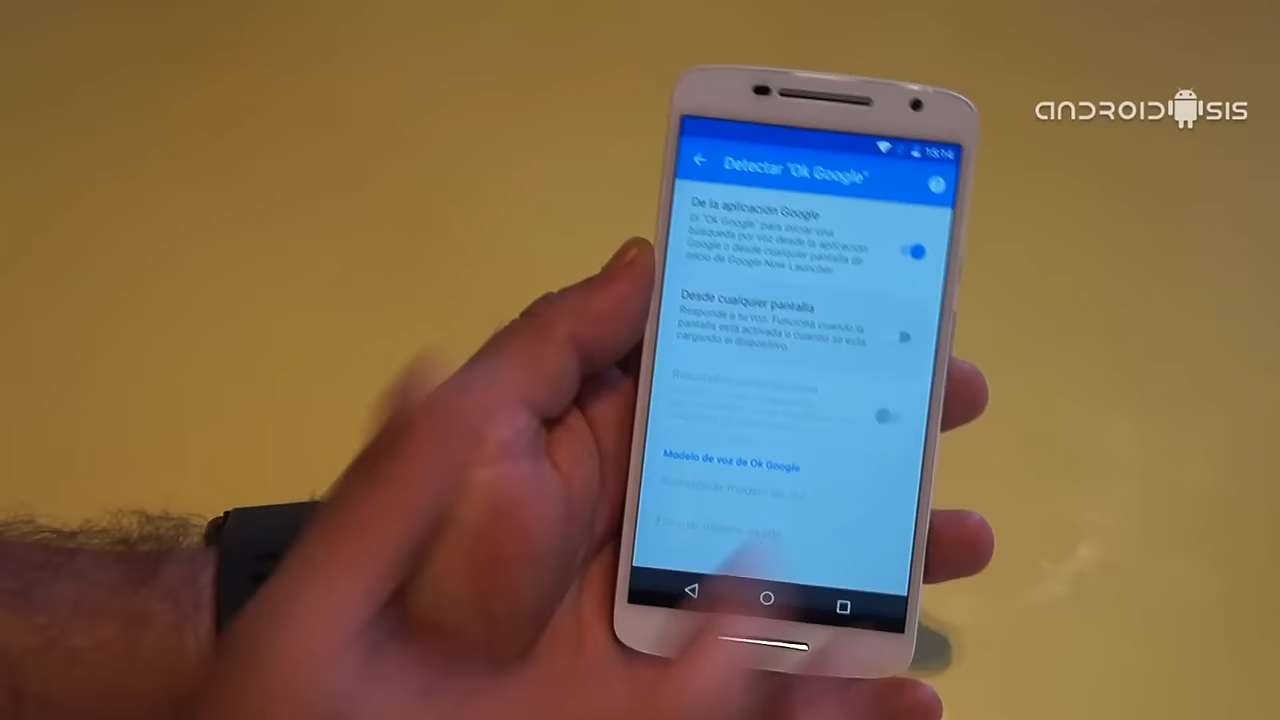 ANDROIDSIS
15:14
Detectar "Ok Google"
De la aplicación Google
Di "Ok Google" para iniciar una
búsqueda por voz desde la aplicación
Google o desde cualquier pantalla de
inicio de Google Now Launcher.
Desde cualquier pantalla
Responde a tu voz. Funciona cuando la
pantalla está activada o cuando se está
cargando el dispositivo.
Modelo de voz de Ok Google